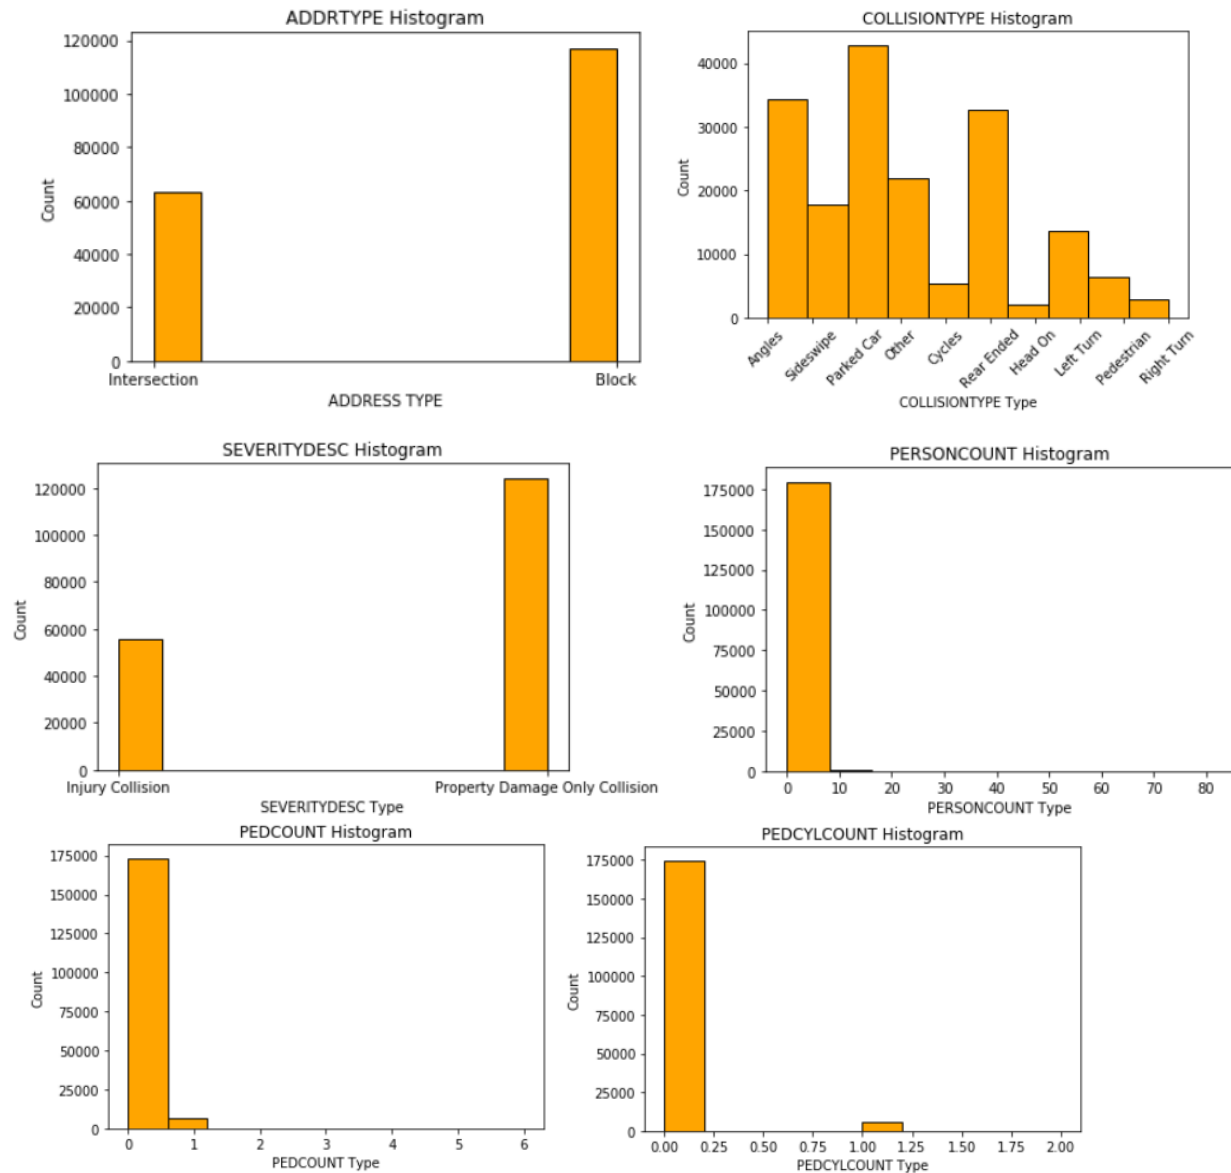 ADDRTYPE Histogram
120000
100000
80000
60000
40000
20000
0
Count
Intersection Block
ADDRESS TYPE
COLLISIONTYPE Histogram
40000
30000
20000
10000
0
Count
Angles Sideswipe Parked Car Other Cycles Rear Ended Head On Left Turn Pedestrian Right Turn
COLLISIONTYPE Type
SEVERITYDESC Histogram
120000
100000
80000
60000
40000
20000
0
Count
Injury Collision Property Damage Only Collision
SEVERITYDESC Type
PERSONCOUNT Histogram
175000
150000
125000
100000
75000
50000
25000
0
Count
0 10 20 30 40 50 60 70 80
PERSONCOUNT Type
PEDCOUNT Histogram
175000
150000
125000
100000
75000
50000
25000
0
Count
0 1 2 3 4 5 6
PEDCOUNT Type
PEDCYLCOUNT Histogram
175000
150000
125000
100000
75000
50000
25000
0
Count
0.00 0.25 0.50 0.75 1.00 1.25 1.50 1.75 2.00
PEDCYLCOUNT Type